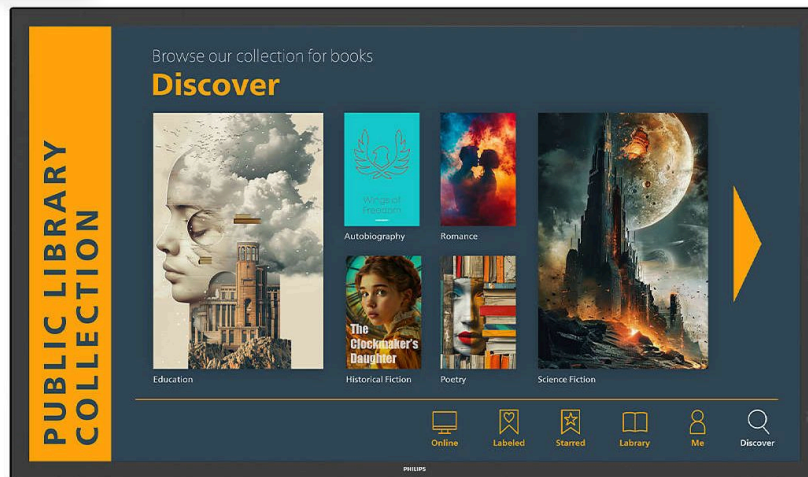 PUBLIC LIBRARY
COLLECTION
Browse our collection for books
Discover
Wings of
Freedom
Autobiography
Romance
The
Clockmaker's
Daughter
Education
Historical Fiction
Poetry
Science Fiction
Online
Labeled
Starred
Library
Me
Discover
PHILIPS